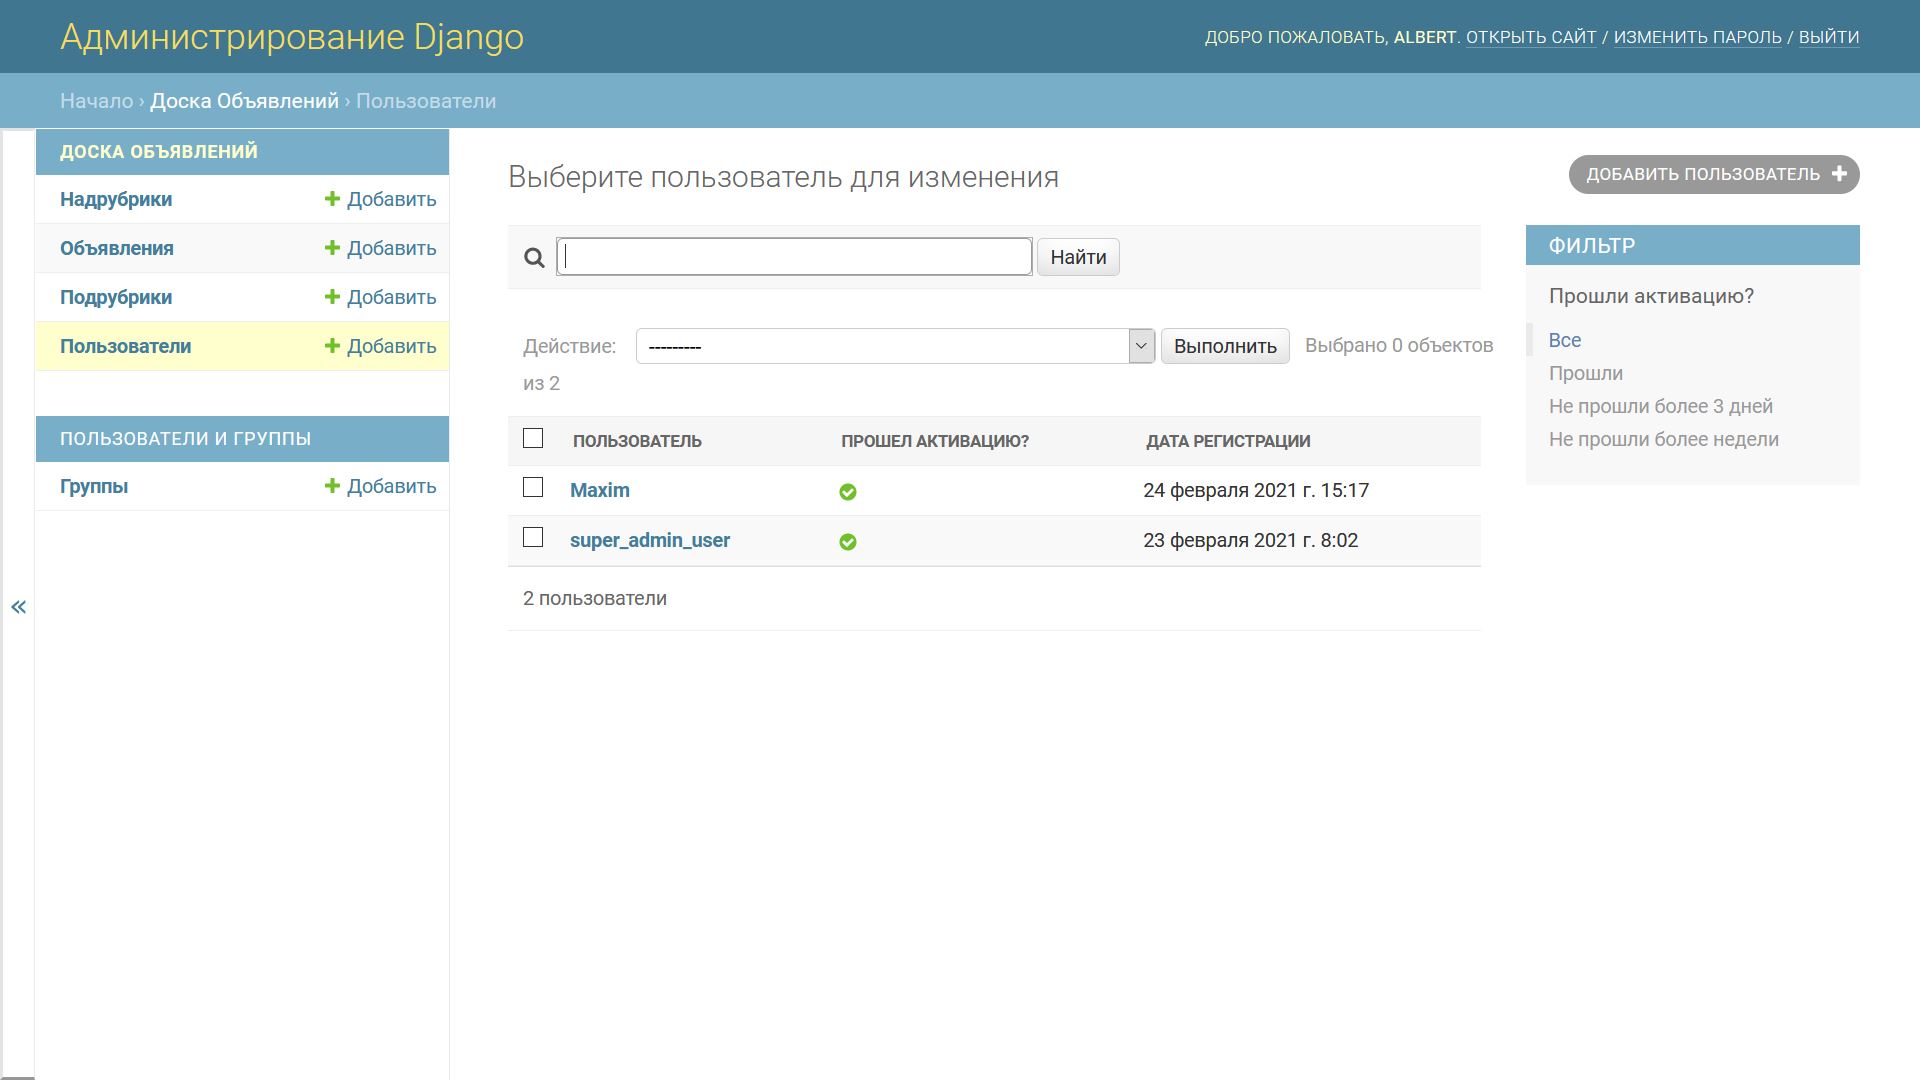 Администрирование Django
ДОБРО ПОЖАЛОВАТЬ, ALBERT. ОТКРЫТЬ САЙТ / ИЗМЕНИТЬ ПАРОЛЬ / ВЫЙТИ
Начало › Доска Объявлений › Пользователи
ДОСКА ОБЪЯВЛЕНИЙ
Надрубрики Добавить
Объявления Добавить
Подрубрики Добавить
Пользователи Добавить
ПОЛЬЗОВАТЕЛИ И ГРУППЫ
Группы Добавить
«
Выберите пользователь для изменения
ДОБАВИТЬ ПОЛЬЗОВАТЕЛЬ
Найти
Действие: --------- Выполнить Выбрано 0 объектов
из 2
ПОЛЬЗОВАТЕЛЬ ПРОШЕЛ АКТИВАЦИЮ? ДАТА РЕГИСТРАЦИИ
Maxim 24 февраля 2021 г. 15:17
super_admin_user 23 февраля 2021 г. 8:02
2 пользователи
ФИЛЬТР
Прошли активацию?
Все
Прошли
Не прошли более 3 дней
Не прошли более недели